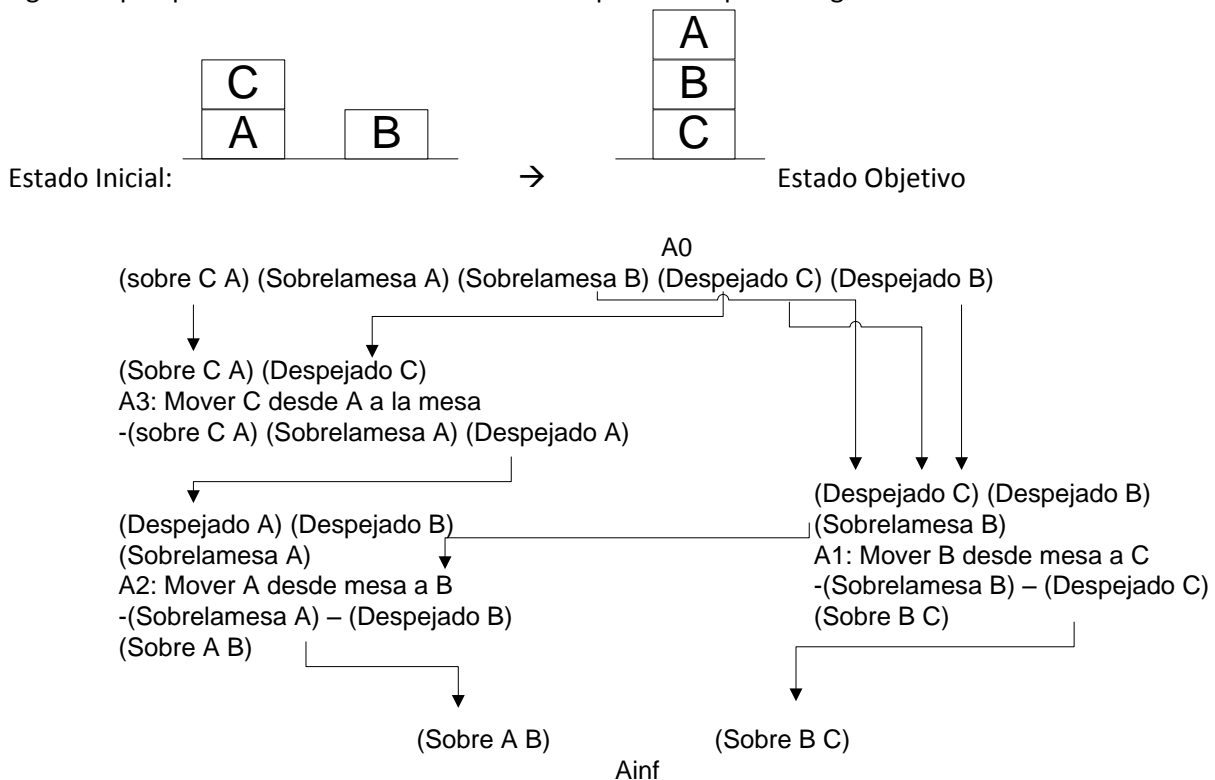 C
A
B
A
B
C
Estado Inicial: → Estado Objetivo
A0
(sobre C A) (Sobrelamesa A) (Sobrelamesa B) (Despejado C) (Despejado B)
(Sobre C A) (Despejado C)
A3: Mover C desde A a la mesa
-(sobre C A) (Sobrelamesa A) (Despejado A)
(Despejado A) (Despejado B)
(Sobrelamesa A)
A2: Mover A desde mesa a B
-(Sobrelamesa A) – (Despejado B)
(Sobre A B)
(Despejado C) (Despejado B)
(Sobrelamesa B)
A1: Mover B desde mesa a C
-(Sobrelamesa B) – (Despejado C)
(Sobre B C)
(Sobre A B) (Sobre B C)
Ainf